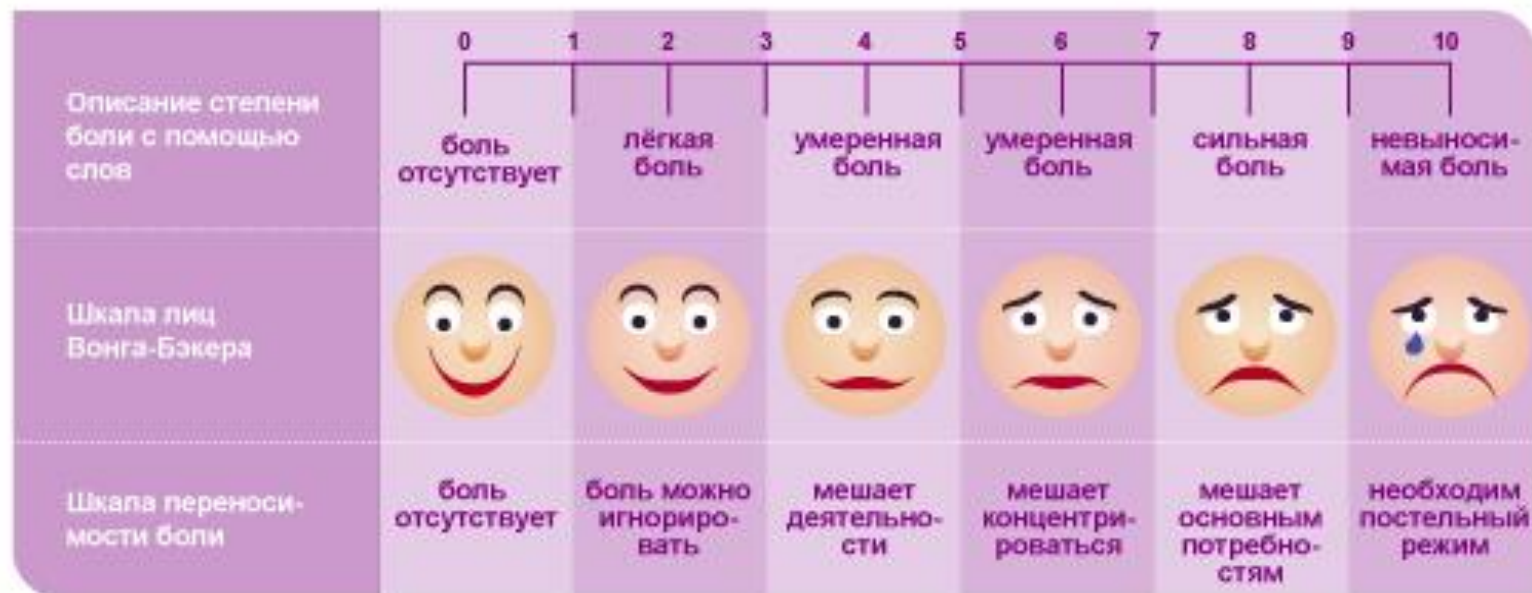 0 1 2 3 4 5 6 7 8 9 10
Описание степени
боли с помощью
слов
боль
отсутствует
лёгкая
боль
умеренная
боль
умеренная
боль
сильная
боль
невыноси-
мая боль
Шкала лиц
Вонга-Бэкера
Шкала переноси-
мости боли
боль
отсутствует
боль можно
игнориро-
вать
мешает
деятельно-
сти
мешает
концентри-
роваться
мешает
основным
потребно-
стям
необходим
постельный
режим